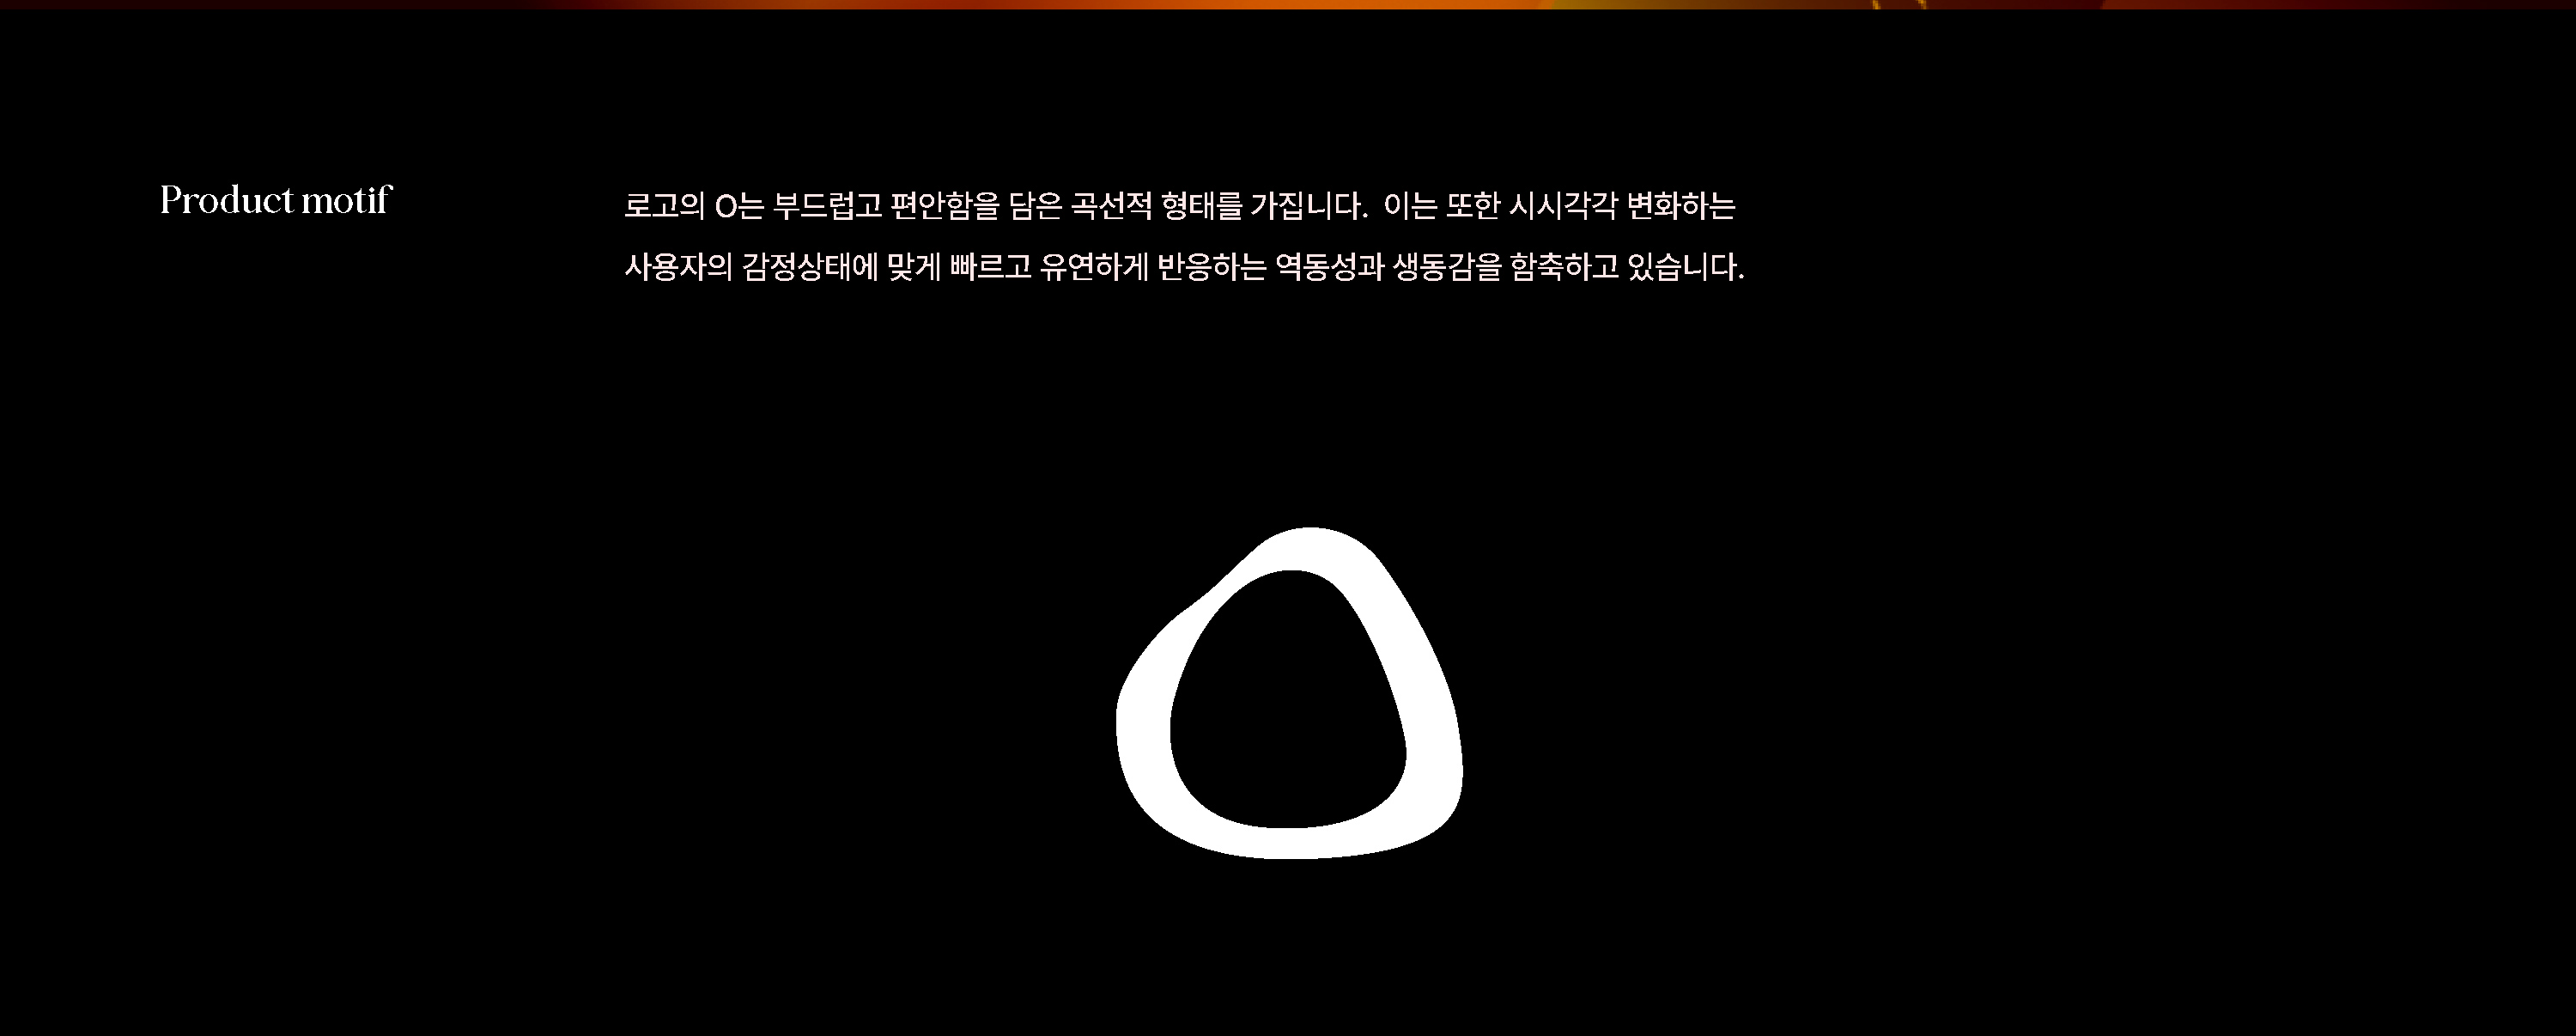 Product motif
로고의 O는 부드럽고 편안함을 담은 곡선적 형태를 가집니다. 이는 또한 시시각각 변화하는
사용자의 감정상태에 맞게 빠르고 유연하게 반응하는 역동성과 생동감을 함축하고 있습니다.